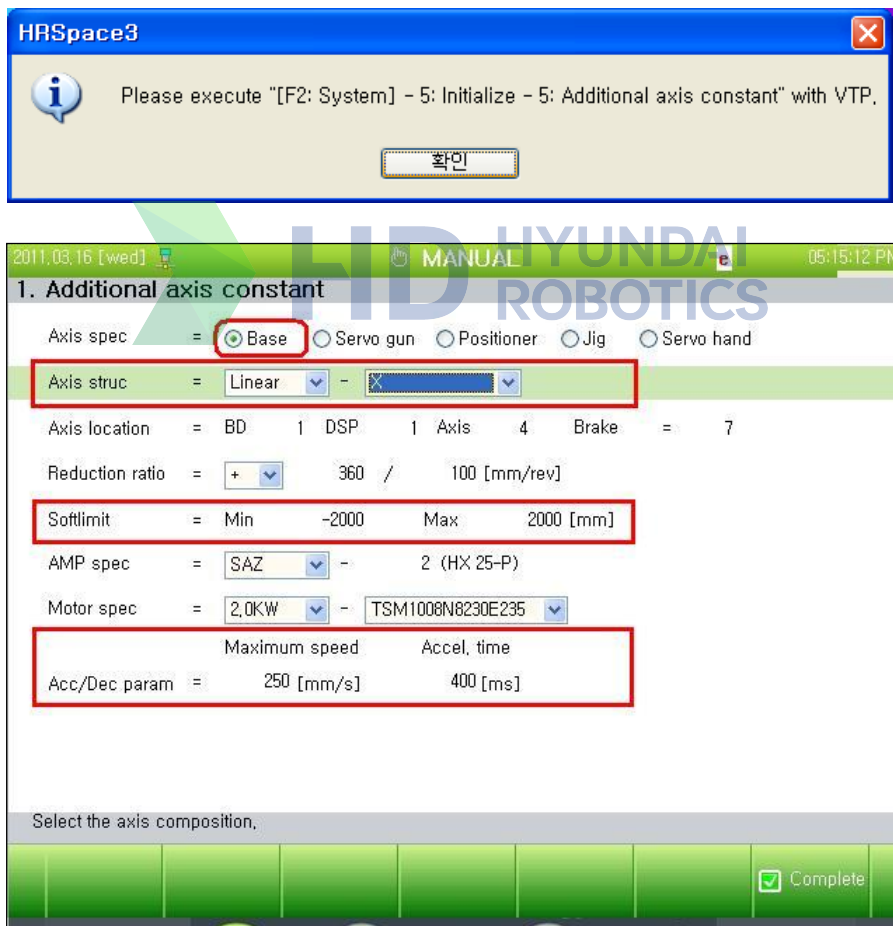 HRSpace3
Please execute "[F2: System] - 5: Initialize - 5: Additional axis constant" with VTP,
확인
HD HYUNDAI
ROBOTICS
2011,03,16 [wed] MANUAL e 05:15:12 PM
1. Additional axis constant
Axis spec = Base Servo gun Positioner Jig Servo hand
Axis struc = Linear - X
Axis location = BD 1 DSP 1 Axis 4 Brake = 7
Reduction ratio = + 360 / 100 [mm/rev]
Softlimit = Min -2000 Max 2000 [mm]
AMP spec = SAZ - 2 (HX 25-P)
Motor spec = 2,0KW - TSM1008N8230E235
Maximum speed Accel, time
Acc/Dec param = 250 [mm/s] 400 [ms]
Select the axis composition,
Complete